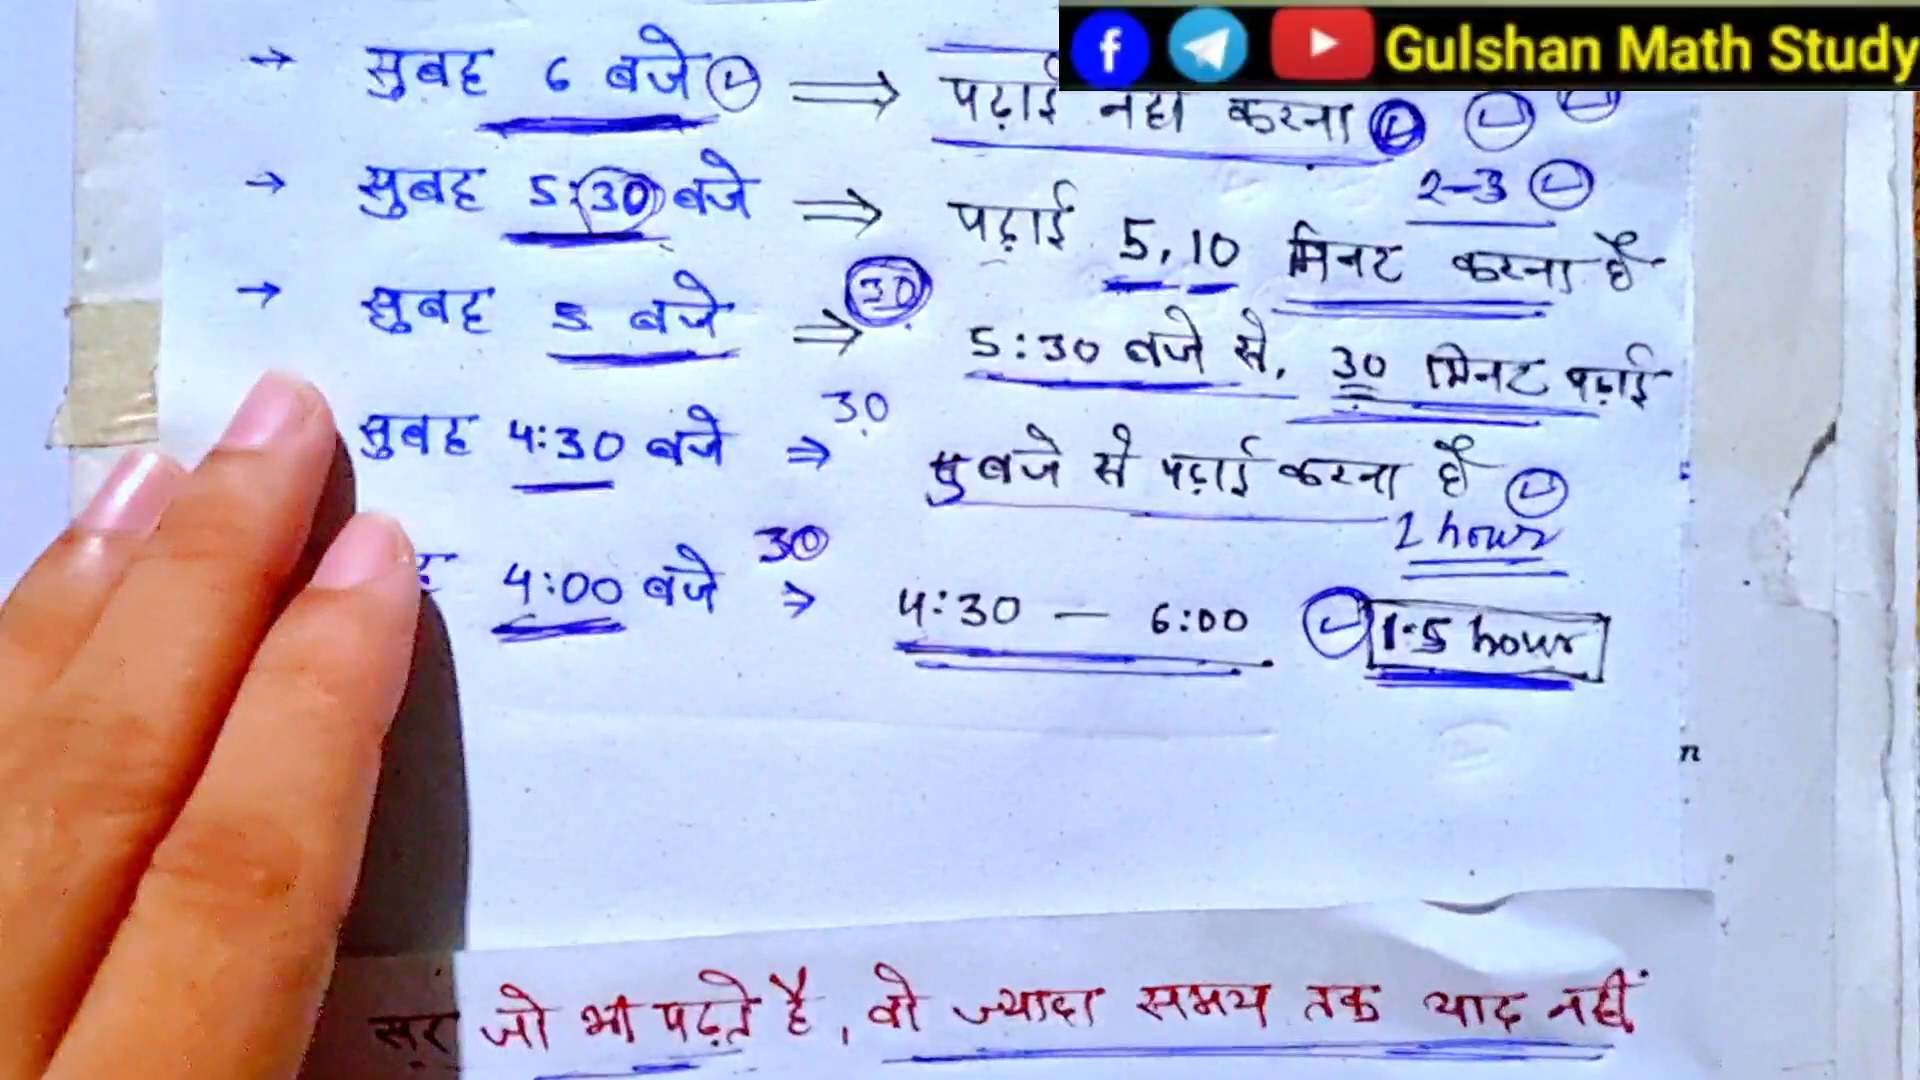 Gulshan Math Study
→ सुबह 6 बजे ⇒ पढ़ाई नहीं करना
→ सुबह 5:30 बजे ⇒ पढ़ाई 5, 10 मिनट करना है
2-3
→ सुबह 5 बजे ⇒ 30 5:30 बजे से, 30 मिनट पढ़ाई
सुबह 4:30 बजे ⇒ 30 5 बजे से पढ़ाई करना है
1 hour
4:00 बजे ⇒ 30 4:30 — 6:00 1.5 hour
n
सर जो भी पढ़ते है, वो ज्यादा समय तक याद नहीं